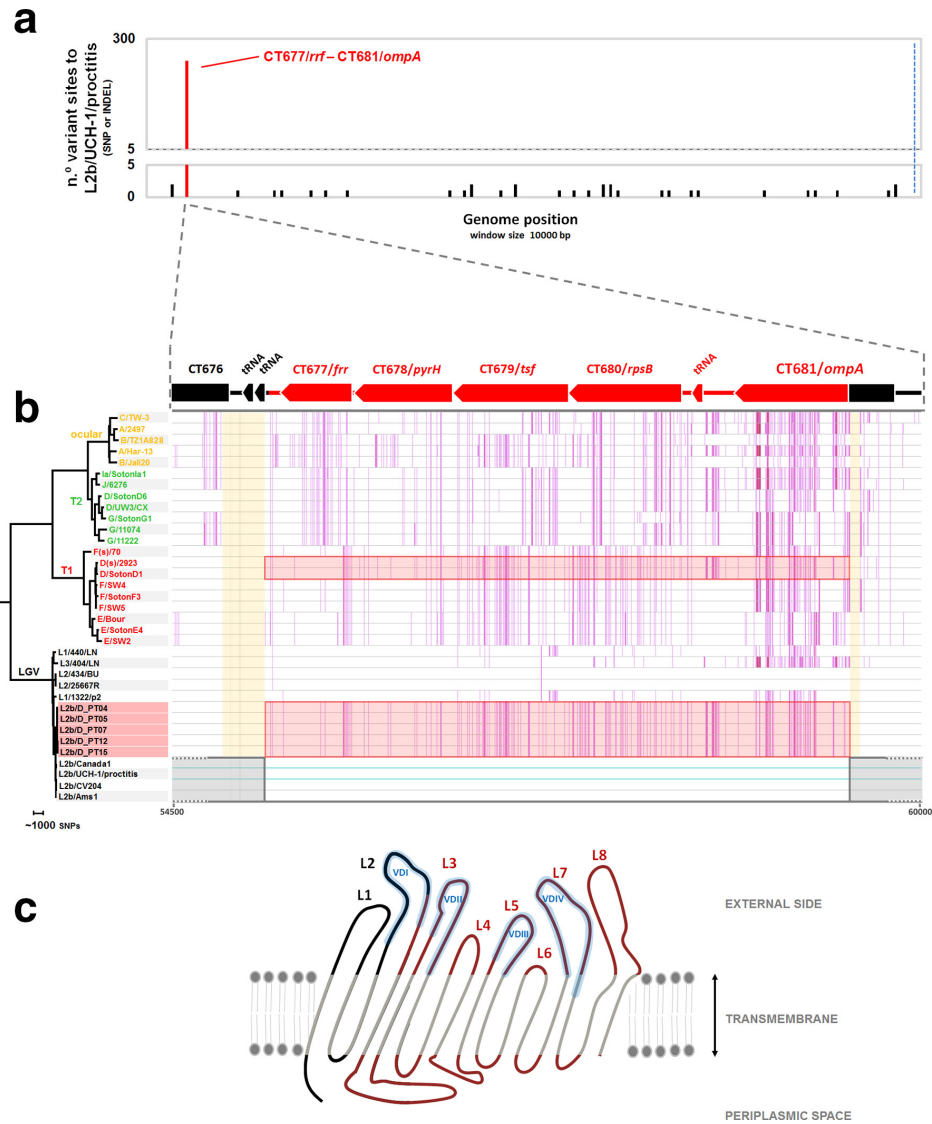 a
300
5
5
0
n.º variant sites to
L2b/UCH-1/proctitis
(SNP or INDEL)
CT677/rrf – CT681/ompA
Genome position
window size 10000 bp
CT676
tRNA
tRNA
CT677/frr
CT678/pyrH
CT679/tsf
CT680/rpsB
tRNA
CT681/ompA
b
ocular
T2
T1
LGV
C/TW-3
A/2497
B/TZ1A828
A/Har-13
B/Jali20
Ia/SotonIa1
J/6276
D/SotonD6
D/UW3/CX
G/SotonG1
G/11074
G/11222
F(s)/70
D(s)/2923
D/SotonD1
F/SW4
F/SotonF3
F/SW5
E/Bour
E/SotonE4
E/SW2
L1/440/LN
L3/404/LN
L2/434/BU
L2/25667R
L1/1322/p2
L2b/D_PT04
L2b/D_PT05
L2b/D_PT07
L2b/D_PT12
L2b/D_PT15
L2b/Canada1
L2b/UCH-1/proctitis
L2b/CV204
L2b/Ams1
54500
60000
~1000 SNPs
c
L1
L2
L3
L4
L5
L6
L7
L8
VDI
VDII
VDIII
VDIV
EXTERNAL SIDE
TRANSMEMBRANE
PERIPLASMIC SPACE